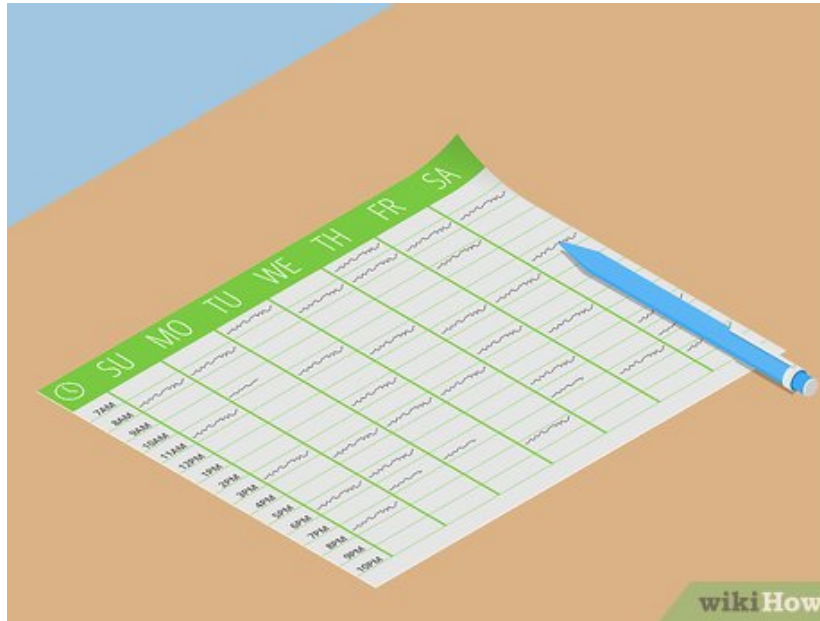 SU MO TU WE TH FR SA
7AM
8AM
9AM
10AM
11AM
12PM
1PM
2PM
3PM
4PM
5PM
6PM
7PM
8PM
9PM
10PM
wikiHow